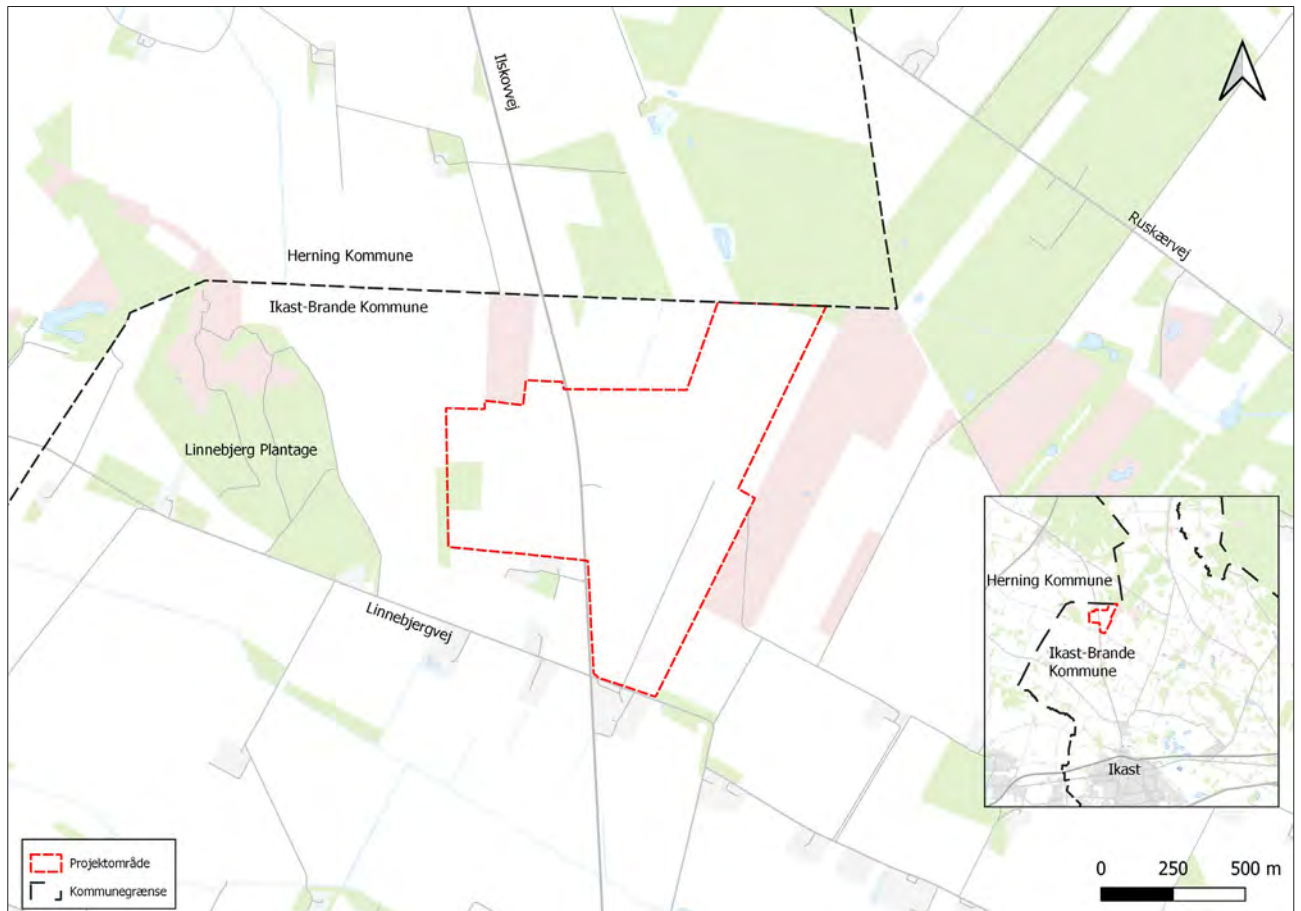 Ilskovvej
Ruskærvej
Herning Kommune
Ikast-Brande Kommune
Linnebjerg Plantage
Linnebjergvej
Herning Kommune
Ikast-Brande
Kommune
Ikast
Projektområde
Kommunegrænse
0 250 500 m